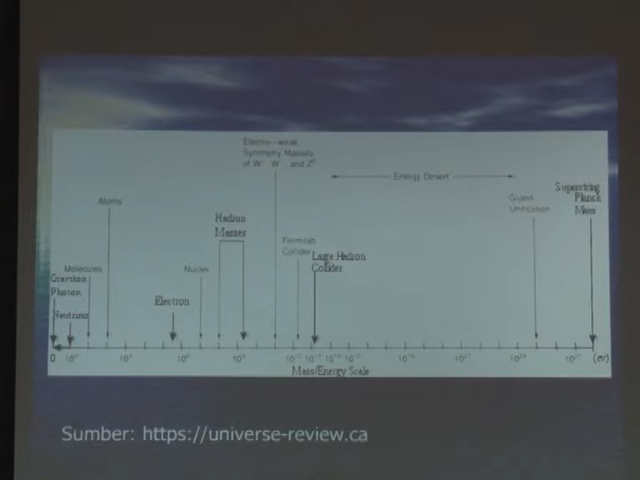 Electro-weak
Symmetry Masses
of W⁺ W⁻ and Z⁰
Energy Desert
Superstring
Planck
Mass
Grand
Unification
Atoms
Hadron
Masses
Fermilab
Collider
Large Hadron
Collider
Molecules
Nuclei
Graviton
Photon
Electron
Neutrino
0
(ev)
Mass/Energy Scale
Sumber: https://universe-review.ca